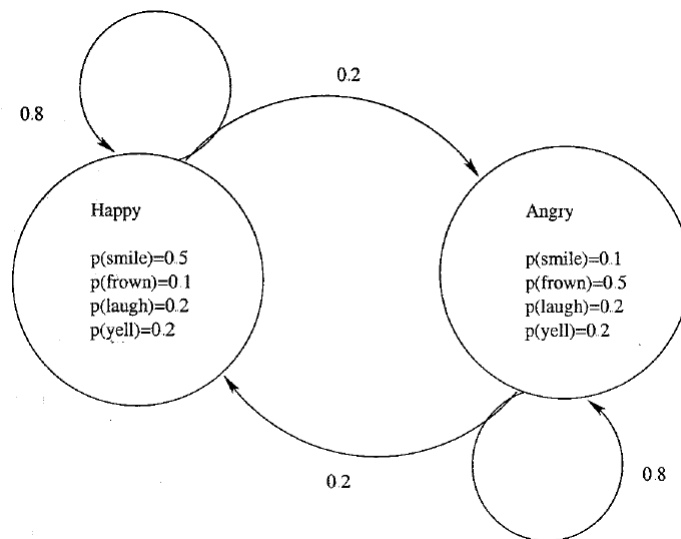 0.2
0.8
Happy
p(smile)=0.5
p(frown)=0.1
p(laugh)=0.2
p(yell)=0.2
Angry
p(smile)=0.1
p(frown)=0.5
p(laugh)=0.2
p(yell)=0.2
0.2
0.8